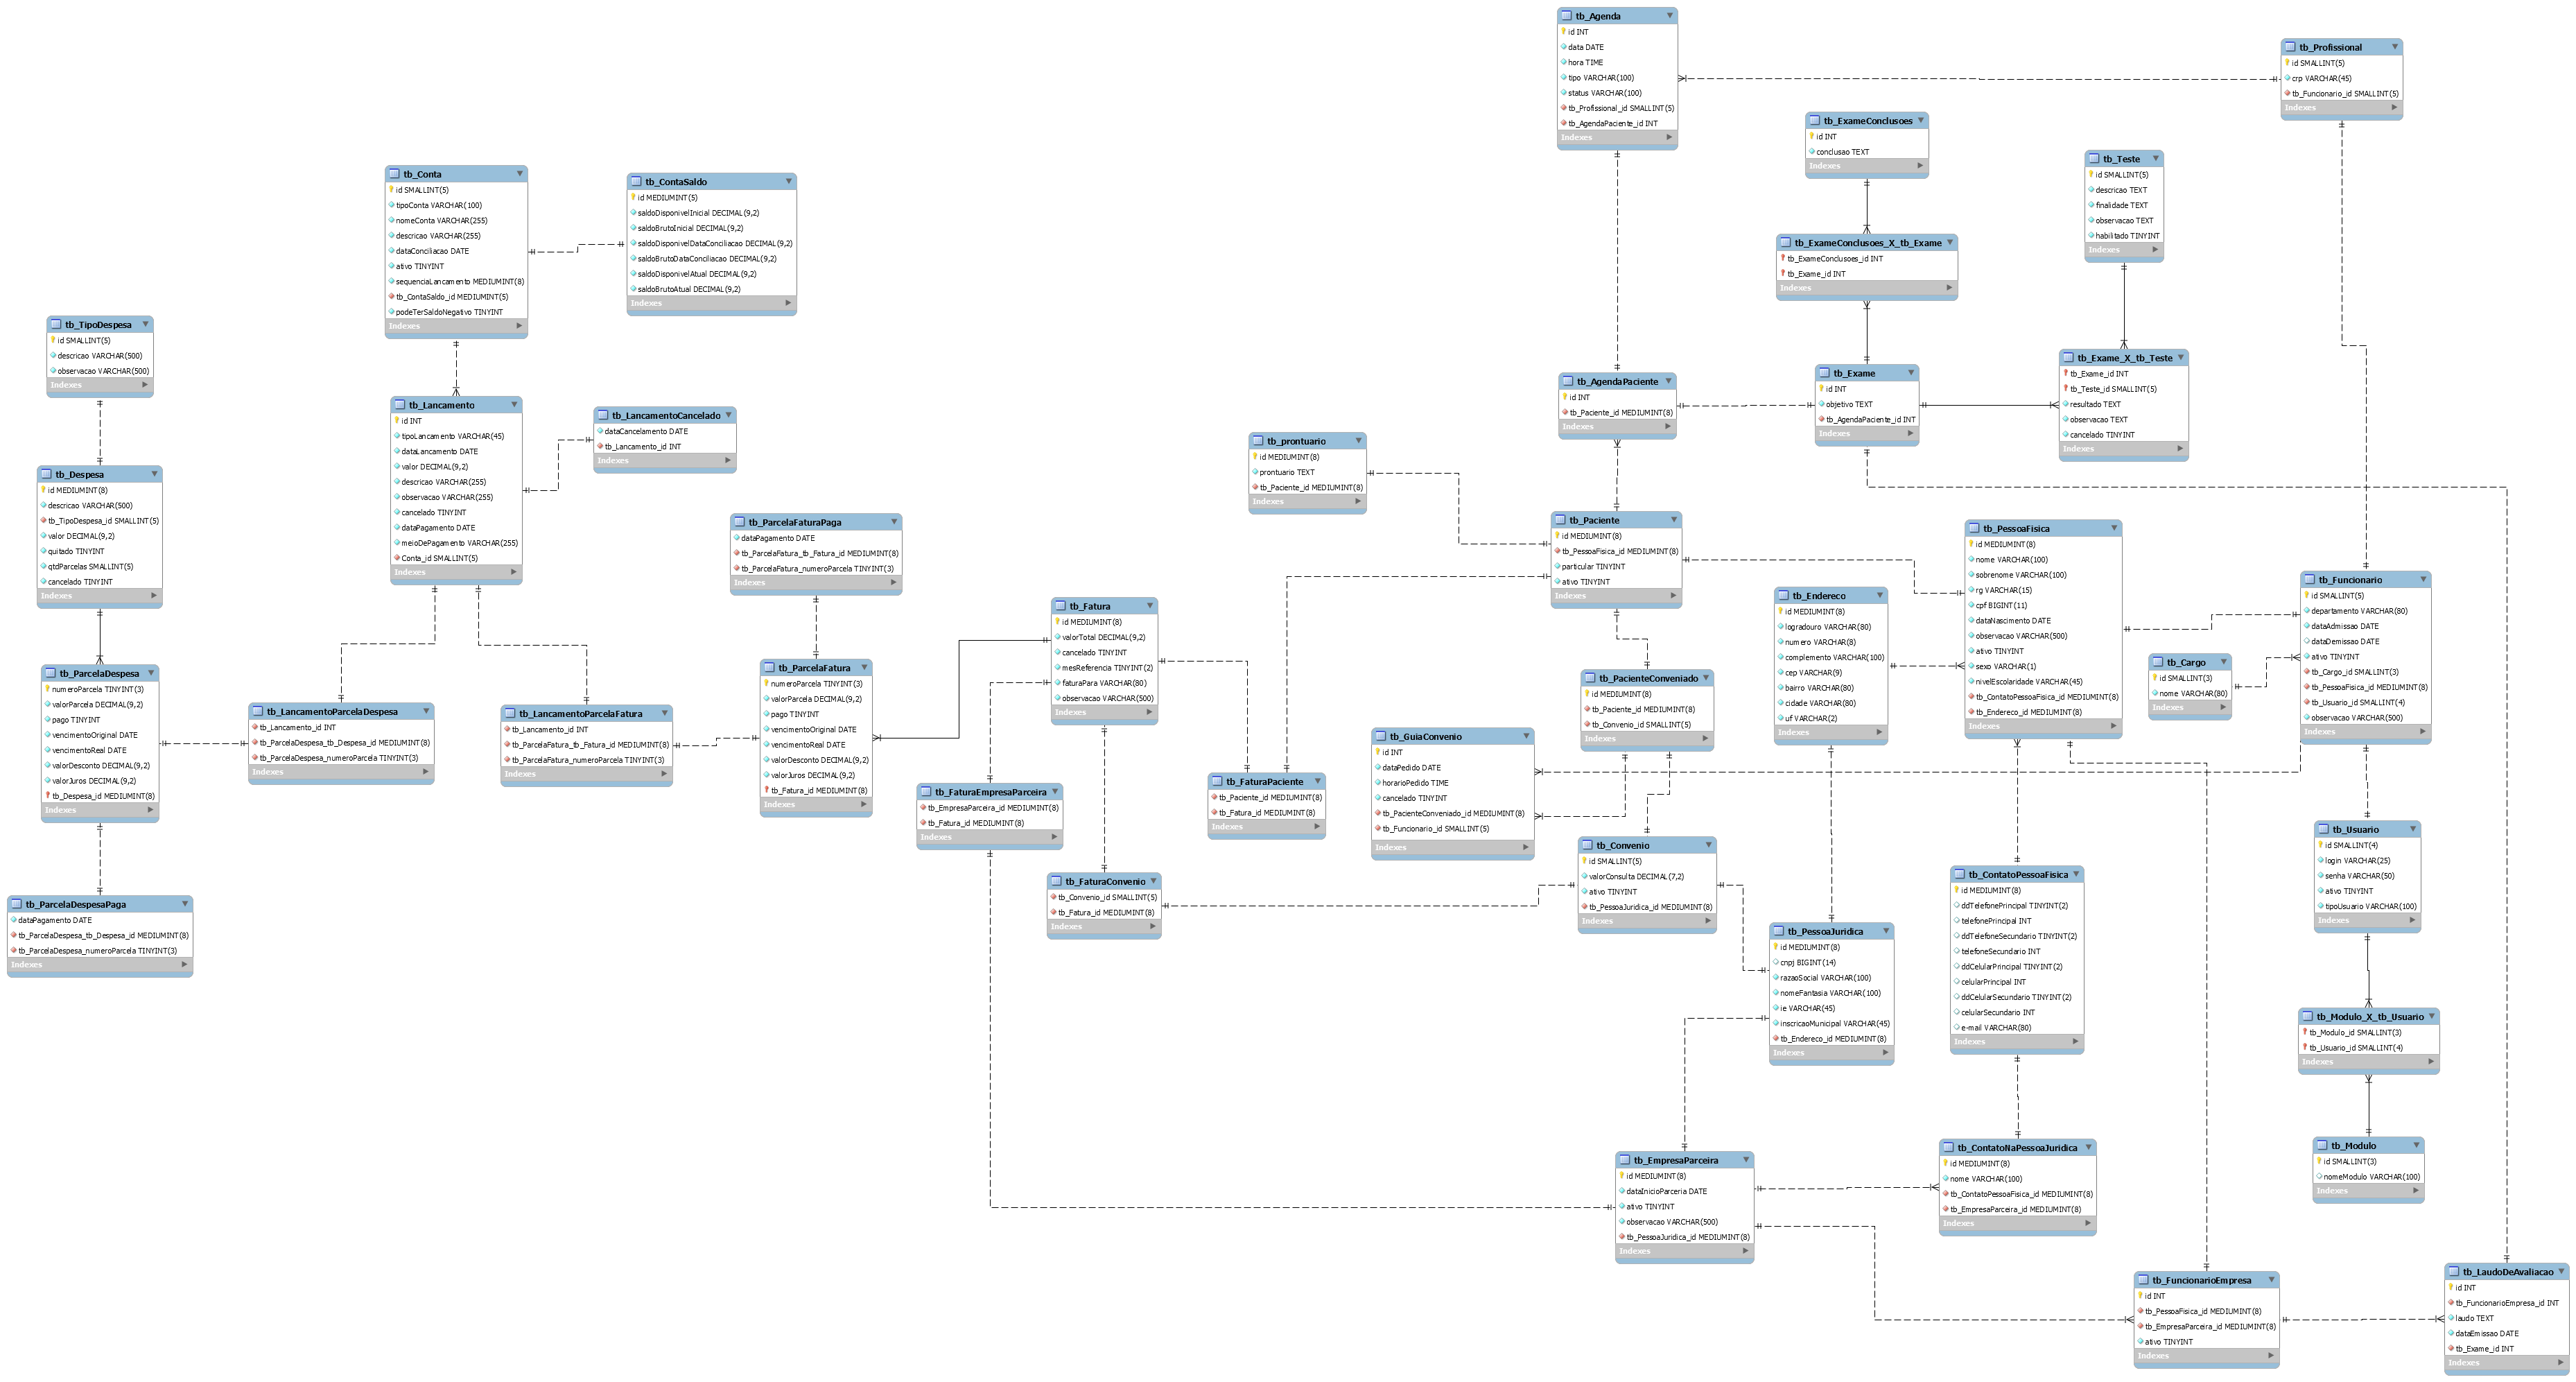 tb_Agenda
id INT
data DATE
hora TIME
tipo VARCHAR(100)
status VARCHAR(100)
tb_Profissional_id SMALLINT(5)
tb_AgendaPaciente_id INT
Indexes
tb_Profissional
id SMALLINT(5)
crp VARCHAR(45)
tb_Funcionario_id SMALLINT(5)
Indexes
tb_ExameConclusoes
id INT
conclusao TEXT
Indexes
tb_Teste
id SMALLINT(5)
descricao TEXT
finalidade TEXT
observacao TEXT
habilitado TINYINT
Indexes
tb_Conta
id SMALLINT(5)
tipoConta VARCHAR(100)
nomeConta VARCHAR(255)
descricao VARCHAR(255)
dataConciliacao DATE
ativo TINYINT
sequenciaLancamento MEDIUMINT(8)
tb_ContaSaldo_id MEDIUMINT(5)
podeTerSaldoNegativo TINYINT
Indexes
tb_ContaSaldo
id MEDIUMINT(5)
saldoDisponivelInicial DECIMAL(9,2)
saldoBrutoInicial DECIMAL(9,2)
saldoDisponivelDataConciliacao DECIMAL(9,2)
saldoBrutoDataConciliacao DECIMAL(9,2)
saldoDisponivelAtual DECIMAL(9,2)
saldoBrutoAtual DECIMAL(9,2)
Indexes
tb_ExameConclusoes_X_tb_Exame
tb_ExameConclusoes_id INT
tb_Exame_id INT
Indexes
tb_TipoDespesa
id SMALLINT(5)
descricao VARCHAR(500)
observacao VARCHAR(500)
Indexes
tb_Exame_X_tb_Teste
tb_Exame_id INT
tb_Teste_id SMALLINT(5)
resultado TEXT
observacao TEXT
cancelado TINYINT
Indexes
tb_Exame
id INT
objetivo TEXT
tb_AgendaPaciente_id INT
Indexes
tb_AgendaPaciente
id INT
tb_Paciente_id MEDIUMINT(8)
Indexes
tb_Lancamento
id INT
tipoLancamento VARCHAR(45)
dataLancamento DATE
valor DECIMAL(9,2)
descricao VARCHAR(255)
observacao VARCHAR(255)
cancelado TINYINT
dataPagamento DATE
meioDePagamento VARCHAR(255)
Conta_id SMALLINT(5)
Indexes
tb_LancamentoCancelado
dataCancelamento DATE
tb_Lancamento_id INT
Indexes
tb_prontuario
id MEDIUMINT(8)
prontuario TEXT
tb_Paciente_id MEDIUMINT(8)
Indexes
tb_Despesa
id MEDIUMINT(8)
descricao VARCHAR(500)
tb_TipoDespesa_id SMALLINT(5)
valor DECIMAL(9,2)
quitado TINYINT
qtdParcelas SMALLINT(5)
cancelado TINYINT
Indexes
tb_ParcelaFaturaPaga
dataPagamento DATE
tb_ParcelaFatura_tb_Fatura_id MEDIUMINT(8)
tb_ParcelaFatura_numeroParcela TINYINT(3)
Indexes
tb_Paciente
id MEDIUMINT(8)
tb_PessoaFisica_id MEDIUMINT(8)
particular TINYINT
ativo TINYINT
Indexes
tb_PessoaFisica
id MEDIUMINT(8)
nome VARCHAR(100)
sobrenome VARCHAR(100)
rg VARCHAR(15)
cpf BIGINT(11)
dataNascimento DATE
observacao VARCHAR(500)
ativo TINYINT
sexo VARCHAR(1)
nivelEscolaridade VARCHAR(45)
tb_ContatoPessoaFisica_id MEDIUMINT(8)
tb_Endereco_id MEDIUMINT(8)
Indexes
tb_Funcionario
id SMALLINT(5)
departamento VARCHAR(80)
dataAdmissao DATE
dataDemissao DATE
ativo TINYINT
tb_Cargo_id SMALLINT(3)
tb_PessoaFisica_id MEDIUMINT(8)
tb_Usuario_id SMALLINT(4)
observacao VARCHAR(500)
Indexes
tb_Endereco
id MEDIUMINT(8)
logradouro VARCHAR(80)
numero VARCHAR(8)
complemento VARCHAR(100)
cep VARCHAR(9)
bairro VARCHAR(80)
cidade VARCHAR(80)
uf VARCHAR(2)
Indexes
tb_Fatura
id MEDIUMINT(8)
valorTotal DECIMAL(9,2)
cancelado TINYINT
mesReferencia TINYINT(2)
faturaPara VARCHAR(80)
observacao VARCHAR(500)
Indexes
tb_Cargo
id SMALLINT(3)
nome VARCHAR(80)
Indexes
tb_ParcelaDespesa
numeroParcela TINYINT(3)
valorParcela DECIMAL(9,2)
pago TINYINT
vencimentoOriginal DATE
vencimentoReal DATE
valorDesconto DECIMAL(9,2)
valorJuros DECIMAL(9,2)
tb_Despesa_id MEDIUMINT(8)
Indexes
tb_ParcelaFatura
numeroParcela TINYINT(3)
valorParcela DECIMAL(9,2)
pago TINYINT
vencimentoOriginal DATE
vencimentoReal DATE
valorDesconto DECIMAL(9,2)
valorJuros DECIMAL(9,2)
tb_Fatura_id MEDIUMINT(8)
Indexes
tb_PacienteConveniado
id MEDIUMINT(8)
tb_Paciente_id MEDIUMINT(8)
tb_Convenio_id SMALLINT(5)
Indexes
tb_LancamentoParcelaDespesa
tb_Lancamento_id INT
tb_ParcelaDespesa_tb_Despesa_id MEDIUMINT(8)
tb_ParcelaDespesa_numeroParcela TINYINT(3)
Indexes
tb_LancamentoParcelaFatura
tb_Lancamento_id INT
tb_ParcelaFatura_tb_Fatura_id MEDIUMINT(8)
tb_ParcelaFatura_numeroParcela TINYINT(3)
Indexes
tb_GuiaConvenio
id INT
dataPedido DATE
horarioPedido TIME
cancelado TINYINT
tb_PacienteConveniado_id MEDIUMINT(8)
tb_Funcionario_id SMALLINT(5)
Indexes
tb_FaturaPaciente
tb_Paciente_id MEDIUMINT(8)
tb_Fatura_id MEDIUMINT(8)
Indexes
tb_FaturaEmpresaParceira
tb_EmpresaParceira_id MEDIUMINT(8)
tb_Fatura_id MEDIUMINT(8)
Indexes
tb_Usuario
id SMALLINT(4)
login VARCHAR(25)
senha VARCHAR(50)
ativo TINYINT
tipoUsuario VARCHAR(100)
Indexes
tb_Convenio
id SMALLINT(5)
valorConsulta DECIMAL(7,2)
ativo TINYINT
tb_PessoaJuridica_id MEDIUMINT(8)
Indexes
tb_FaturaConvenio
tb_Convenio_id SMALLINT(5)
tb_Fatura_id MEDIUMINT(8)
Indexes
tb_ContatoPessoaFisica
id MEDIUMINT(8)
ddTelefonePrincipal TINYINT(2)
telefonePrincipal INT
ddTelefoneSecundario TINYINT(2)
telefoneSecundario INT
ddCelularPrincipal TINYINT(2)
celularPrincipal INT
ddCelularSecundario TINYINT(2)
celularSecundario INT
e-mail VARCHAR(80)
Indexes
tb_ParcelaDespesaPaga
dataPagamento DATE
tb_ParcelaDespesa_tb_Despesa_id MEDIUMINT(8)
tb_ParcelaDespesa_numeroParcela TINYINT(3)
Indexes
tb_PessoaJuridica
id MEDIUMINT(8)
cnpj BIGINT(14)
razaoSocial VARCHAR(100)
nomeFantasia VARCHAR(100)
ie VARCHAR(45)
inscricaoMunicipal VARCHAR(45)
tb_Endereco_id MEDIUMINT(8)
Indexes
tb_Modulo_X_tb_Usuario
tb_Modulo_id SMALLINT(3)
tb_Usuario_id SMALLINT(4)
Indexes
tb_Modulo
id SMALLINT(3)
nomeModulo VARCHAR(100)
Indexes
tb_ContatoNaPessoaJuridica
id MEDIUMINT(8)
nome VARCHAR(100)
tb_ContatoPessoaFisica_id MEDIUMINT(8)
tb_EmpresaParceira_id MEDIUMINT(8)
Indexes
tb_EmpresaParceira
id MEDIUMINT(8)
dataInicioParceria DATE
ativo TINYINT
observacao VARCHAR(500)
tb_PessoaJuridica_id MEDIUMINT(8)
Indexes
tb_FuncionarioEmpresa
id INT
tb_PessoaFisica_id MEDIUMINT(8)
tb_EmpresaParceira_id MEDIUMINT(8)
ativo TINYINT
Indexes
tb_LaudoDeAvaliacao
id INT
tb_FuncionarioEmpresa_id INT
laudo TEXT
dataEmissao DATE
tb_Exame_id INT
Indexes